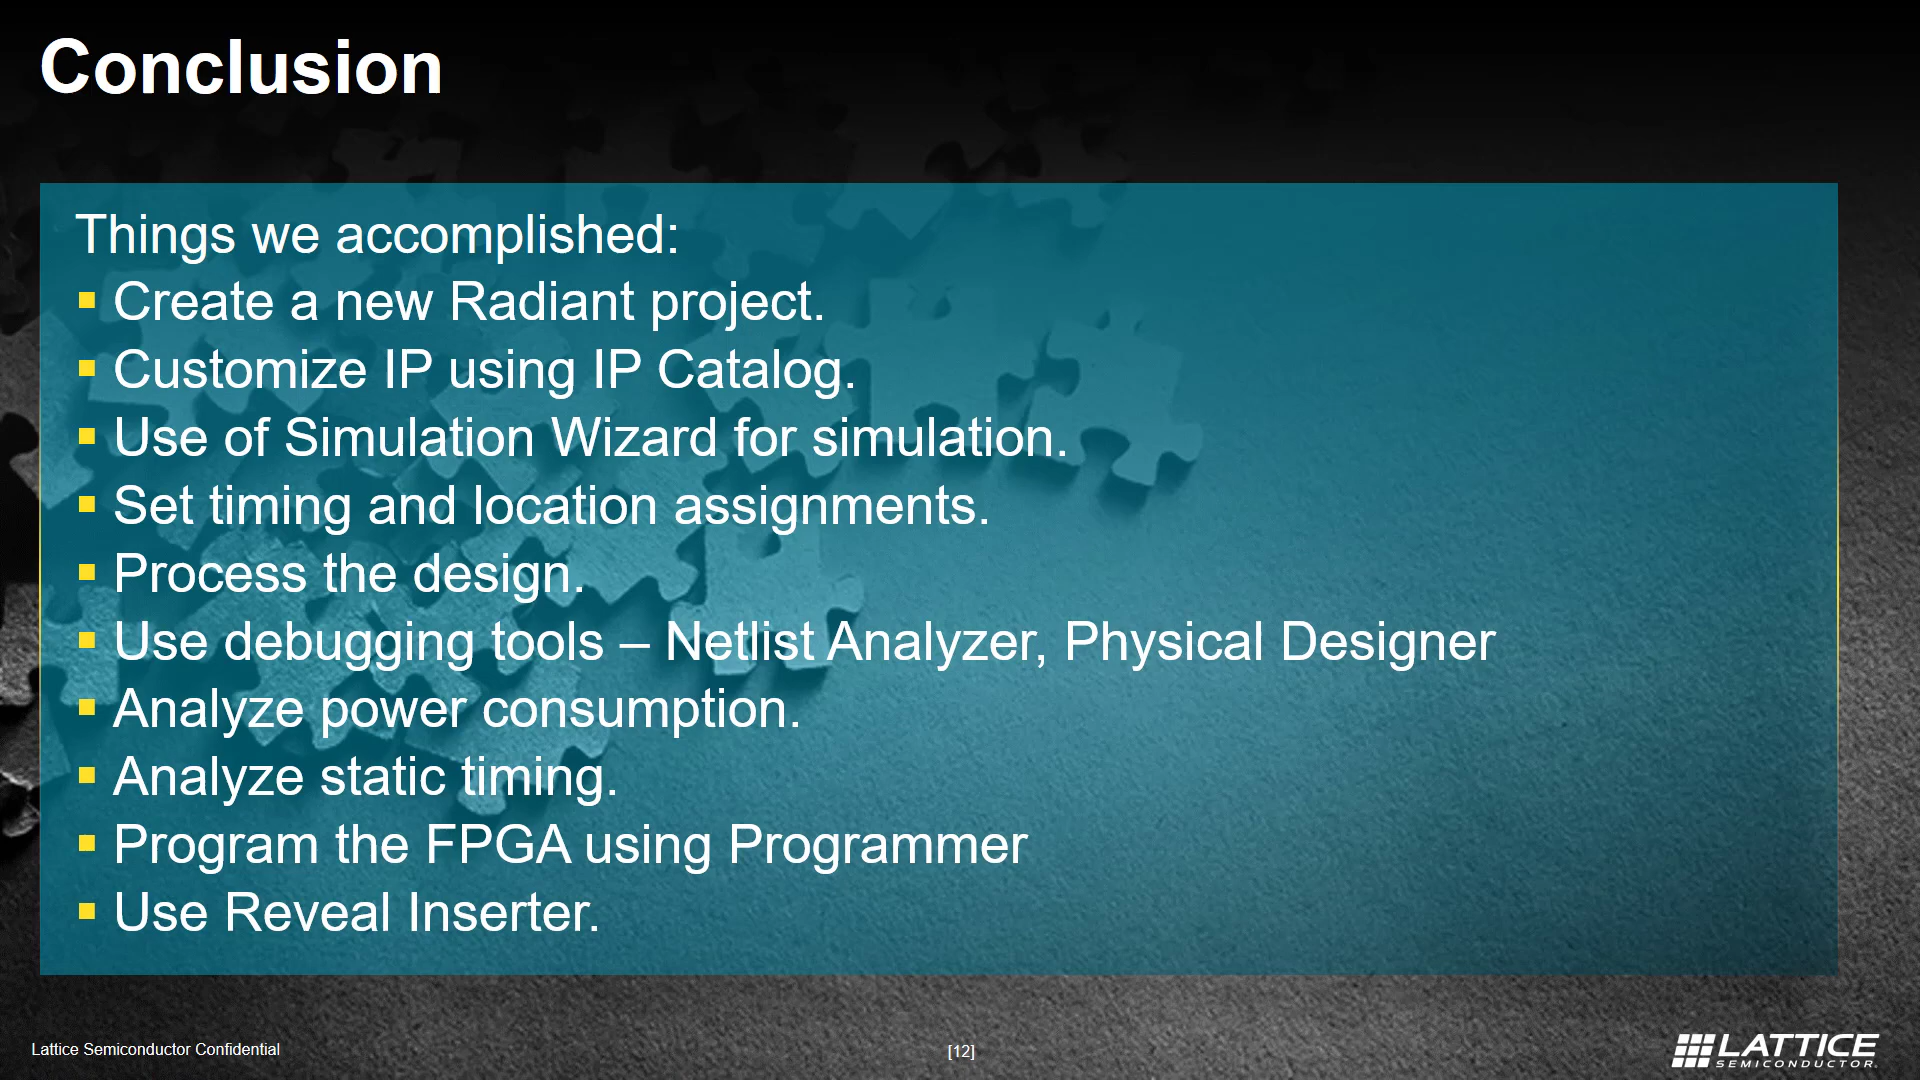 Conclusion
Things we accomplished:
▪ Create a new Radiant project.
▪ Customize IP using IP Catalog.
▪ Use of Simulation Wizard for simulation.
▪ Set timing and location assignments.
▪ Process the design.
▪ Use debugging tools – Netlist Analyzer, Physical Designer
▪ Analyze power consumption.
▪ Analyze static timing.
▪ Program the FPGA using Programmer
▪ Use Reveal Inserter.
Lattice Semiconductor Confidential
[12]
LATTICE
SEMICONDUCTOR.